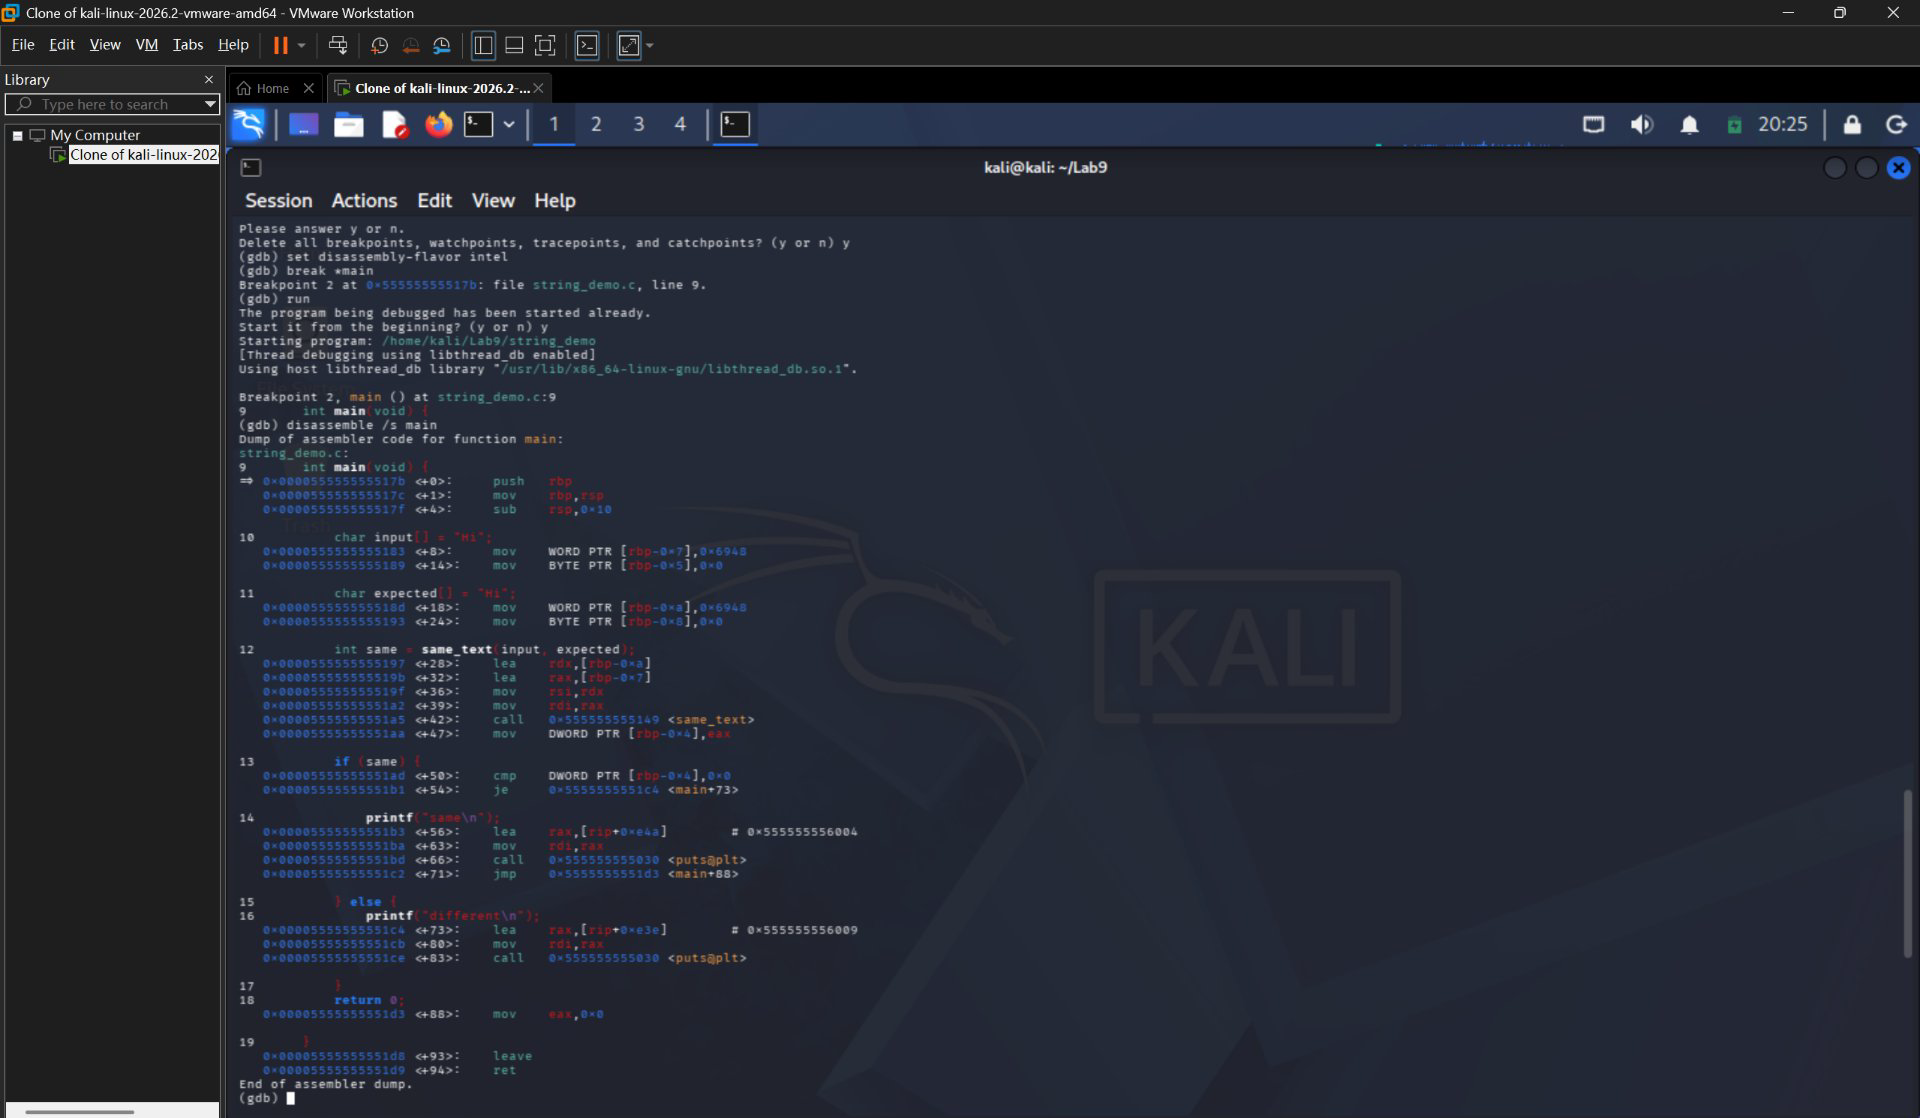 Clone of kali-linux-2026.2-vmware-amd64 - VMware Workstation
File Edit View VM Tabs Help
Library
Type here to search
My Computer
Clone of kali-linux-202
Home
Clone of kali-linux-2026.2-...
1 2 3 4
20:25
kali@kali: ~/Lab9
Session Actions Edit View Help
Please answer y or n.
Delete all breakpoints, watchpoints, tracepoints, and catchpoints? (y or n) y
(gdb) set disassembly-flavor intel
(gdb) break *main
Breakpoint 2 at 0x55555555517b: file string_demo.c, line 9.
(gdb) run
The program being debugged has been started already.
Start it from the beginning? (y or n) y
Starting program: /home/kali/Lab9/string_demo
[Thread debugging using libthread_db enabled]
Using host libthread_db library "/usr/lib/x86_64-linux-gnu/libthread_db.so.1".
File System
Breakpoint 2, main () at string_demo.c:9
9 int main(void) {
(gdb) disassemble /s main
Dump of assembler code for function main:
string_demo.c:
9 int main(void) {
=> 0x000055555555517b <+0>: push rbp
0x000055555555517c <+1>: mov rbp,rsp
0x000055555555517f <+4>: sub rsp,0x10
Trash
10 char input[] = "Hi";
0x0000555555555183 <+8>: mov WORD PTR [rbp-0x7],0x6948
0x0000555555555189 <+14>: mov BYTE PTR [rbp-0x5],0x0
11 char expected[] = "Hi";
0x000055555555518d <+18>: mov WORD PTR [rbp-0xa],0x6948
0x0000555555555193 <+24>: mov BYTE PTR [rbp-0x8],0x0
12 int same = same_text(input, expected);
0x0000555555555197 <+28>: lea rdx,[rbp-0xa]
0x000055555555519b <+32>: lea rax,[rbp-0x7]
0x000055555555519f <+36>: mov rsi,rdx
0x00005555555551a2 <+39>: mov rdi,rax
0x00005555555551a5 <+42>: call 0x555555555149 <same_text>
0x00005555555551aa <+47>: mov DWORD PTR [rbp-0x4],eax
13 if (same) {
0x00005555555551ad <+50>: cmp DWORD PTR [rbp-0x4],0x0
0x00005555555551b1 <+54>: je 0x5555555551c4 <main+73>
14 printf("same\n");
0x00005555555551b3 <+56>: lea rax,[rip+0xe4a] # 0x555555556004
0x00005555555551ba <+63>: mov rdi,rax
0x00005555555551bd <+66>: call 0x555555555030 <puts@plt>
0x00005555555551c2 <+71>: jmp 0x5555555551d3 <main+88>
15 } else {
16 printf("different\n");
0x00005555555551c4 <+73>: lea rax,[rip+0xe3e] # 0x555555556009
0x00005555555551cb <+80>: mov rdi,rax
0x00005555555551ce <+83>: call 0x555555555030 <puts@plt>
17 }
18 return 0;
0x00005555555551d3 <+88>: mov eax,0x0
19 }
0x00005555555551d8 <+93>: leave
0x00005555555551d9 <+94>: ret
End of assembler dump.
(gdb)
KALI